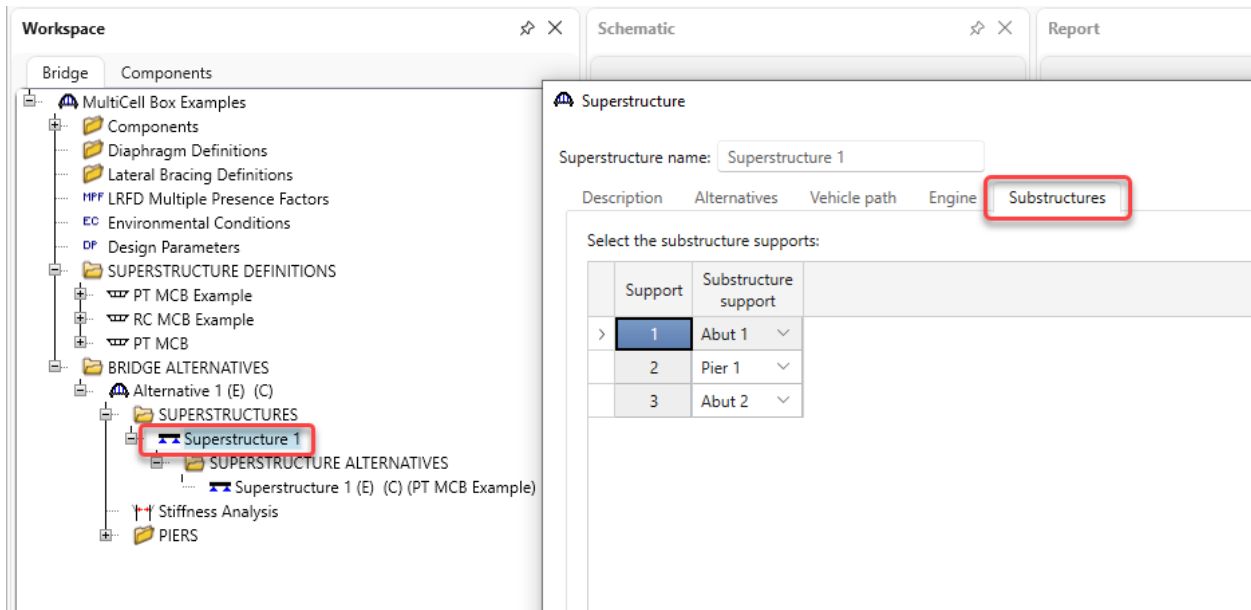 Workspace
Schematic
Report
Bridge
Components
MultiCell Box Examples
Components
Diaphragm Definitions
Lateral Bracing Definitions
MPF LRFD Multiple Presence Factors
EC Environmental Conditions
DP Design Parameters
SUPERSTRUCTURE DEFINITIONS
PT MCB Example
RC MCB Example
PT MCB
BRIDGE ALTERNATIVES
Alternative 1 (E) (C)
SUPERSTRUCTURES
Superstructure 1
SUPERSTRUCTURE ALTERNATIVES
Superstructure 1 (E) (C) (PT MCB Example)
Stiffness Analysis
PIERS
Superstructure
Superstructure name: Superstructure 1
Description Alternatives Vehicle path Engine Substructures
Select the substructure supports:
Support Substructure
support
1 Abut 1
2 Pier 1
3 Abut 2